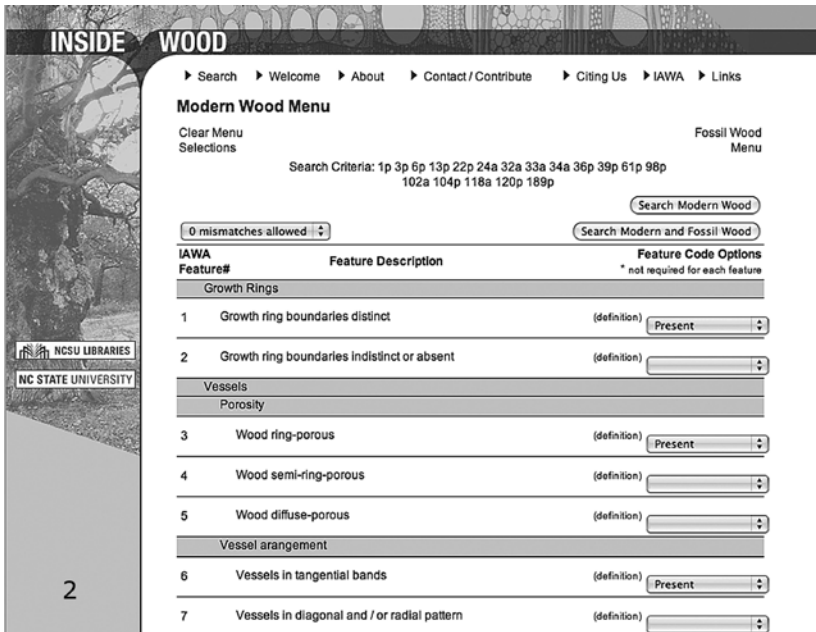 INSIDE WOOD
Search Welcome About Contact / Contribute Citing Us IAWA Links
Modern Wood Menu
Clear Menu
Selections
Fossil Wood
Menu
Search Criteria: 1p 3p 6p 13p 22p 24a 32a 33a 34a 36p 39p 61p 98p
102a 104p 118a 120p 189p
Search Modern Wood
0 mismatches allowed Search Modern and Fossil Wood
IAWA
Feature#
Feature Description
Feature Code Options
* not required for each feature
Growth Rings
1 Growth ring boundaries distinct (definition) Present
2 Growth ring boundaries indistinct or absent (definition)
NCSU LIBRARIES
NC STATE UNIVERSITY
Vessels
Porosity
3 Wood ring-porous (definition) Present
4 Wood semi-ring-porous (definition)
5 Wood diffuse-porous (definition)
Vessel arangement
6 Vessels in tangential bands (definition) Present
7 Vessels in diagonal and / or radial pattern (definition)
2